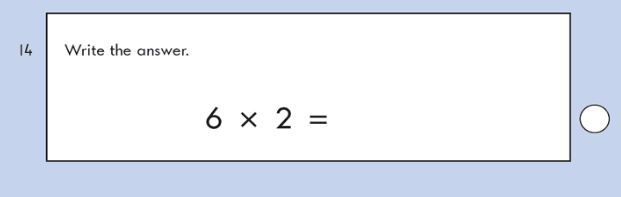 14
Write the answer.
6 × 2 =